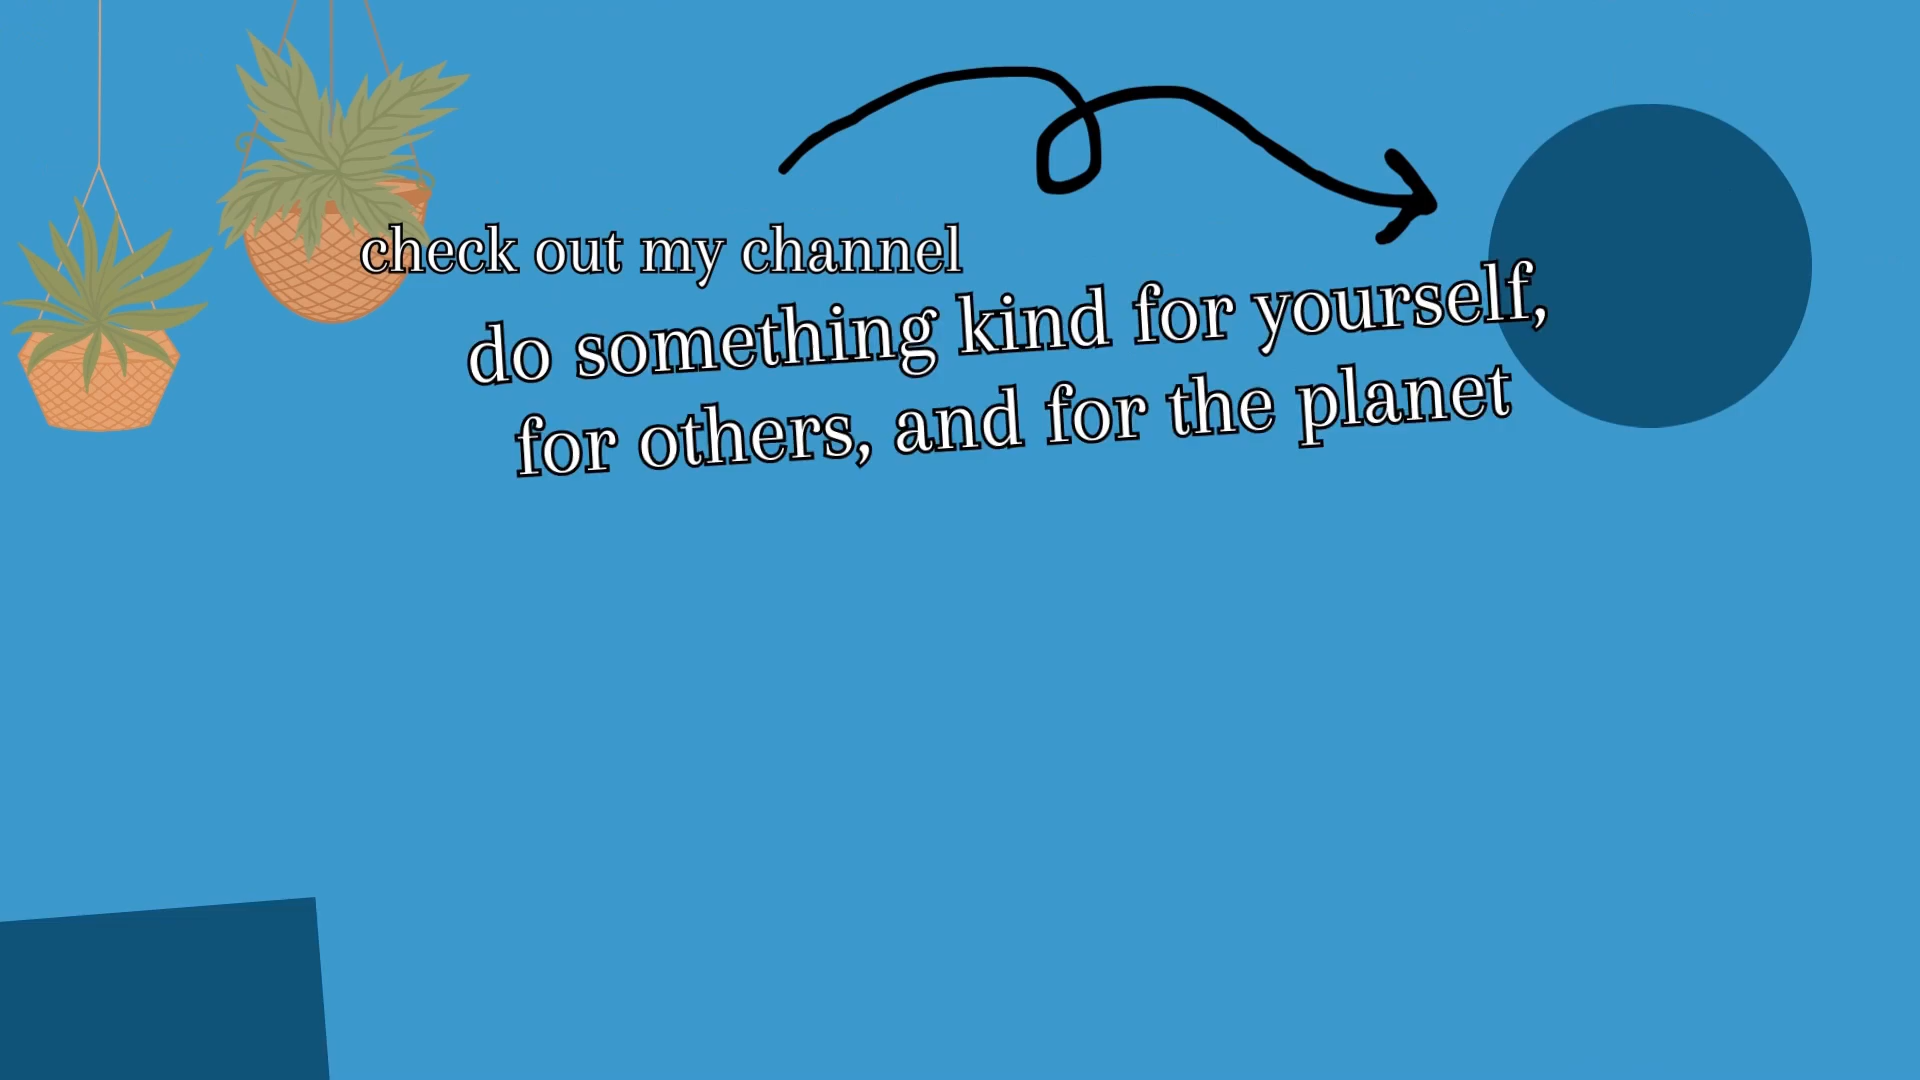 check out my channel
do something kind for yourself,
for others, and for the planet